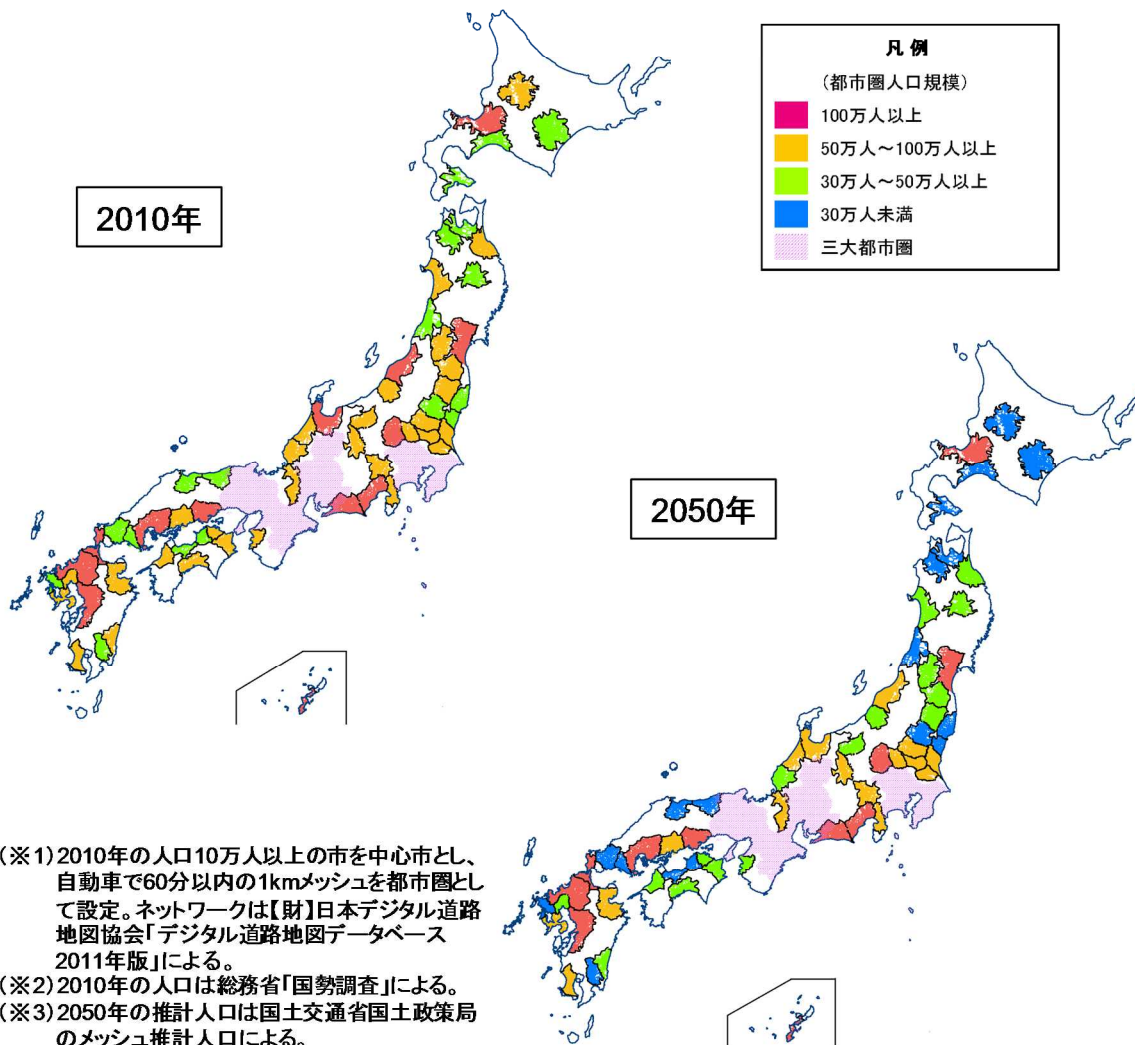 凡例
(都市圏人口規模)
100万人以上
50万人～100万人以上
30万人～50万人以上
30万人未満
三大都市圏
2010年
2050年
(※1)2010年の人口10万人以上の市を中心市とし、
自動車で60分以内の1kmメッシュを都市圏とし
て設定。ネットワークは【財】日本デジタル道路
地図協会「デジタル道路地図データベース
2011年版」による。
(※2)2010年の人口は総務省「国勢調査」による。
(※3)2050年の推計人口は国土交通省国土政策局
のメッシュ推計人口による。